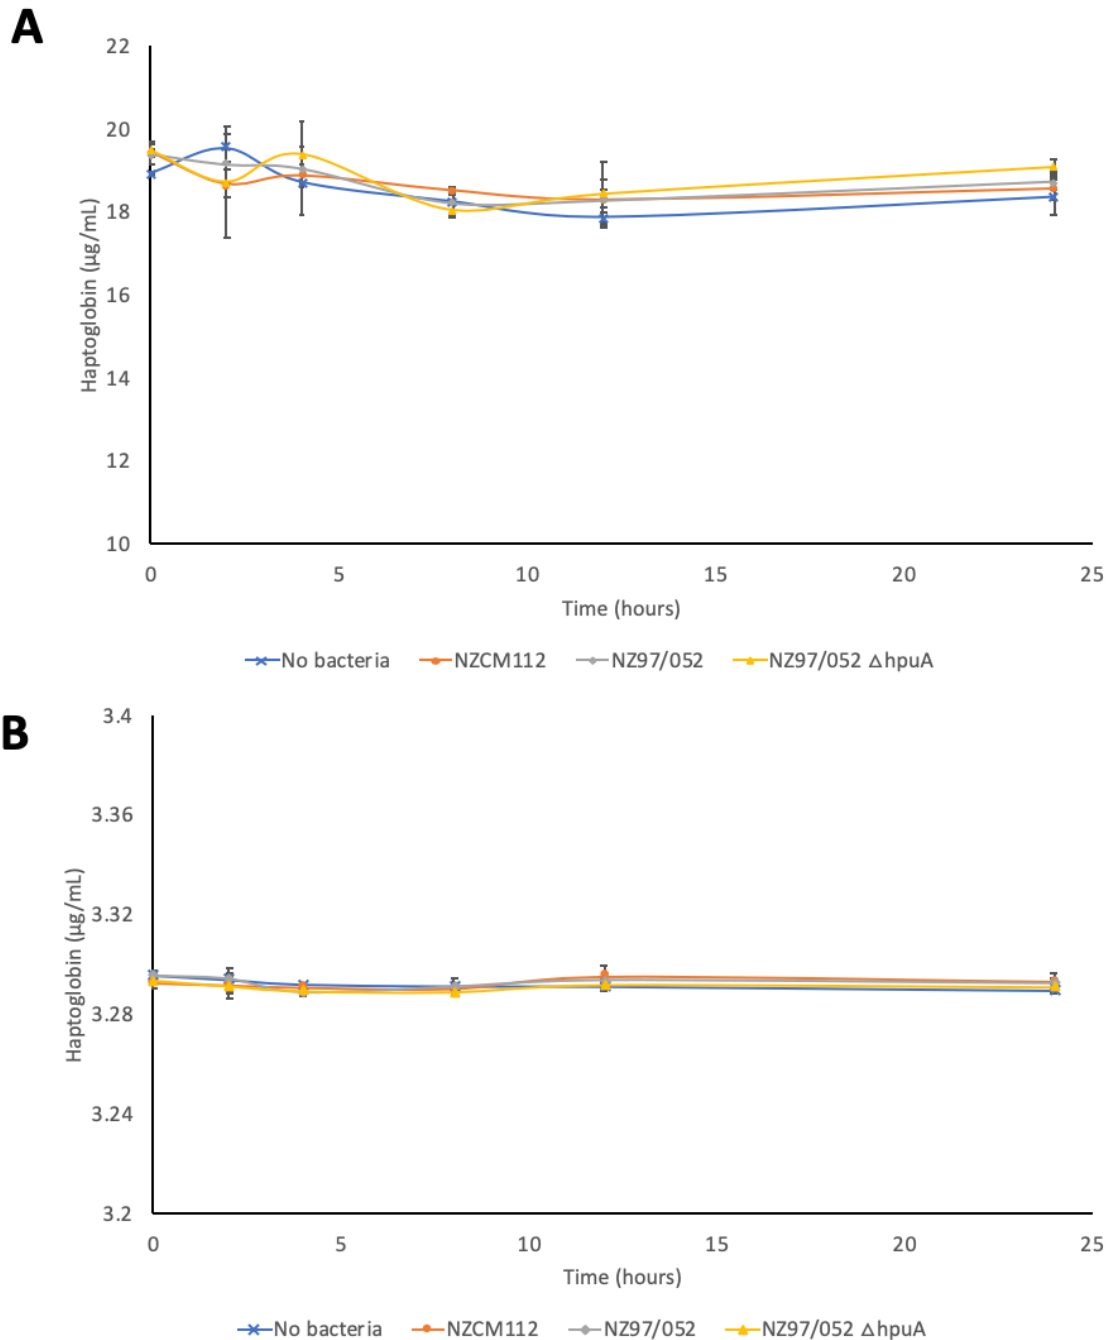 A
22
20
18
16
14
12
10
Haptoglobin (µg/mL)
0 5 10 15 20 25
Time (hours)
No bacteria NZCM112 NZ97/052 NZ97/052 ΔhpuA
B
3.4
3.36
3.32
3.28
3.24
3.2
Haptoglobin (µg/mL)
0 5 10 15 20 25
Time (hours)
No bacteria NZCM112 NZ97/052 NZ97/052 ΔhpuA